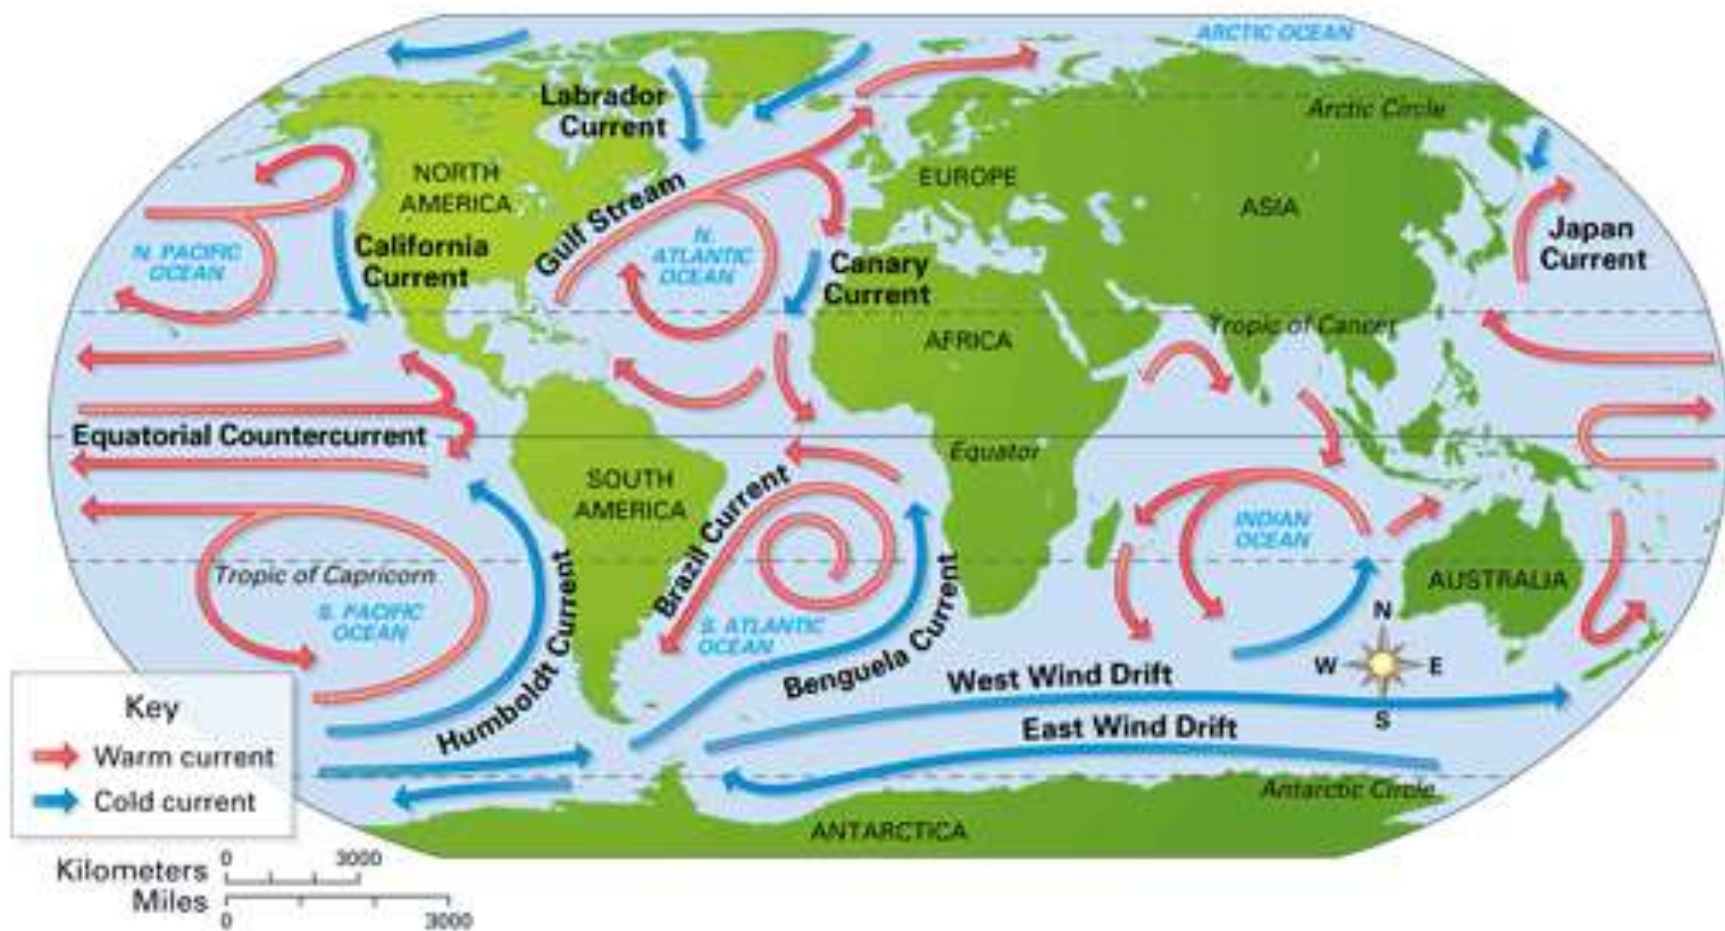 ARCTIC OCEAN
Labrador
Current
Arctic Circle
NORTH
AMERICA
EUROPE
ASIA
Gulf Stream
N. PACIFIC
OCEAN
California
Current
N.
ATLANTIC
OCEAN
Canary
Current
Japan
Current
Tropic of Cancer
AFRICA
Equatorial Countercurrent
Equator
SOUTH
AMERICA
Brazil Current
INDIAN
OCEAN
Tropic of Capricorn
S. PACIFIC
OCEAN
Humboldt Current
S. ATLANTIC
OCEAN
Benguela Current
AUSTRALIA
N
W
E
S
West Wind Drift
East Wind Drift
Antarctic Circle
ANTARCTICA
Key
Warm current
Cold current
0 3000
Kilometers
Miles
0 3000